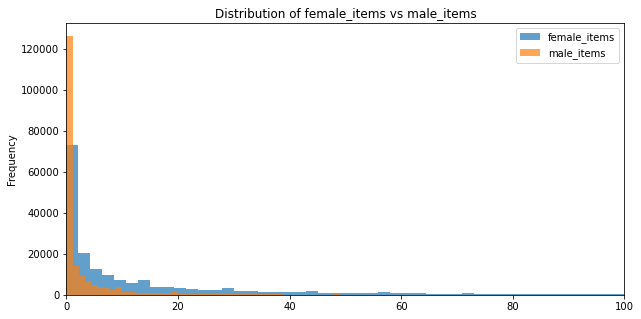 Distribution of female_items vs male_items
female_items
male_items
Frequency
120000
100000
80000
60000
40000
20000
0
0 20 40 60 80 100